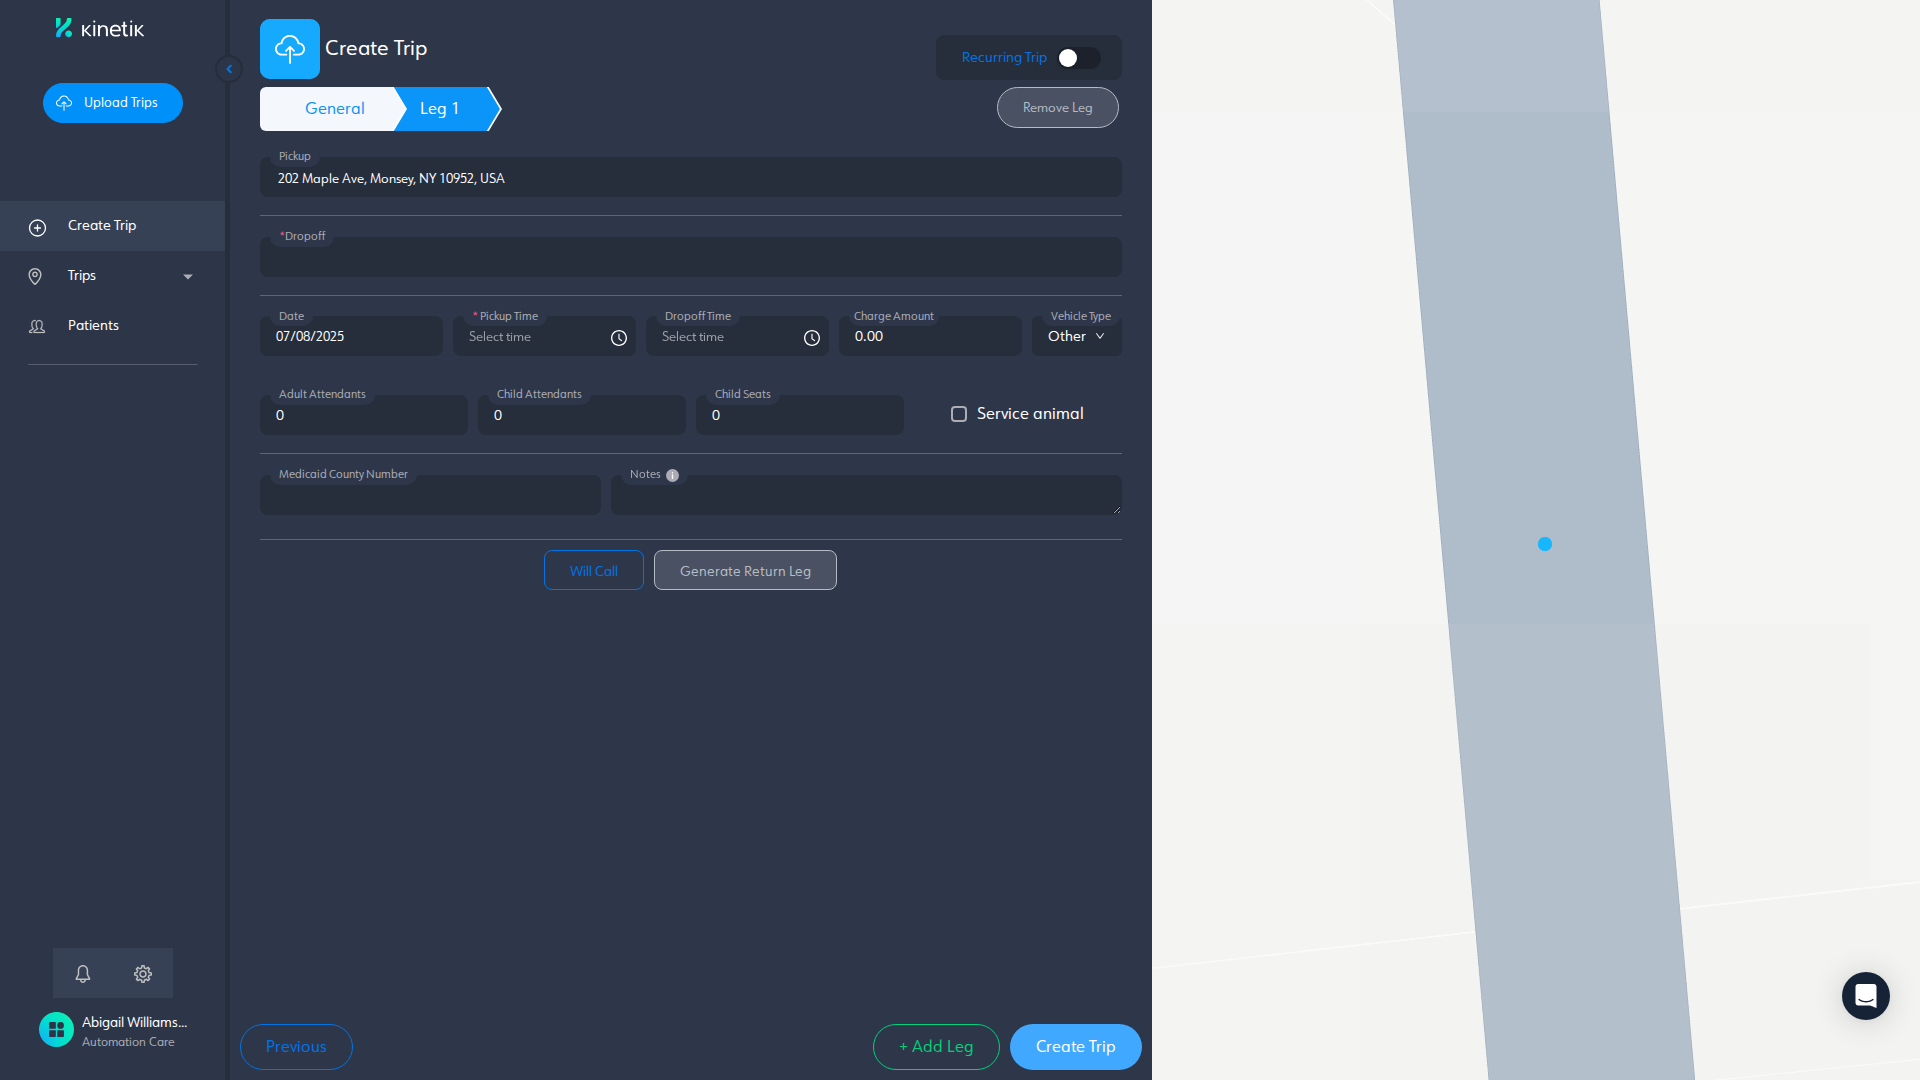 kinetik
Upload Trips
Create Trip
Trips
Patients
Abigail Williams...
Automation Care
Create Trip
Recurring Trip
General
Leg 1
Remove Leg
Pickup
202 Maple Ave, Monsey, NY 10952, USA
*Dropoff
Date
* Pickup Time
Dropoff Time
Charge Amount
Vehicle Type
07/08/2025
Select time
Select time
0.00
Other
Adult Attendants
Child Attendants
Child Seats
0
0
0
Service animal
Medicaid County Number
Notes
Will Call
Generate Return Leg
Previous
+ Add Leg
Create Trip